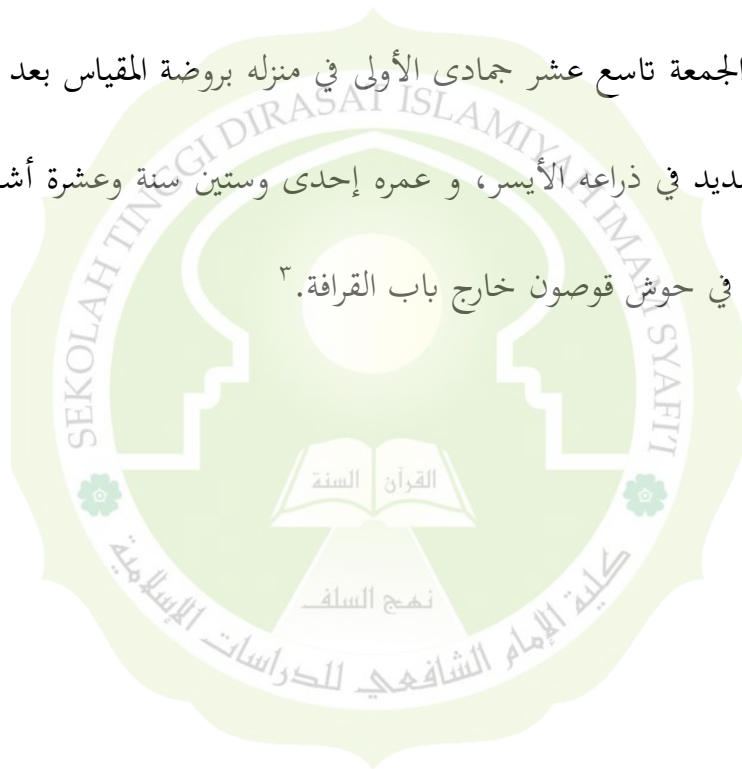 الجمعة تاسع عشر جمادى الأولى في منزله بروضة المقياس بعد
في ذراعه الأيسر، و عمره إحدى وستين سنة وعشرة
في حوش قوصون خارج باب القرافة.٣
SEKOLAH TINGGI DIRASAT ISLAMIYAH IMAM SYAFI'I
القرآن السنة
نهج السلف
كلية الإمام الشافعي للدراسات الإسلامية